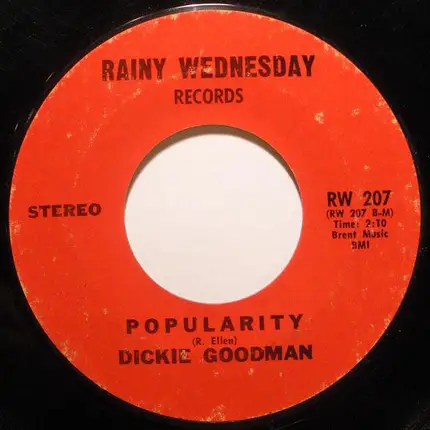 RAINY WEDNESDAY
RECORDS
STEREO
RW 207
(RW 207 B-M)
Time: 2:10
Brent Music
BMI
POPULARITY
(R. Ellen)
DICKIE GOODMAN